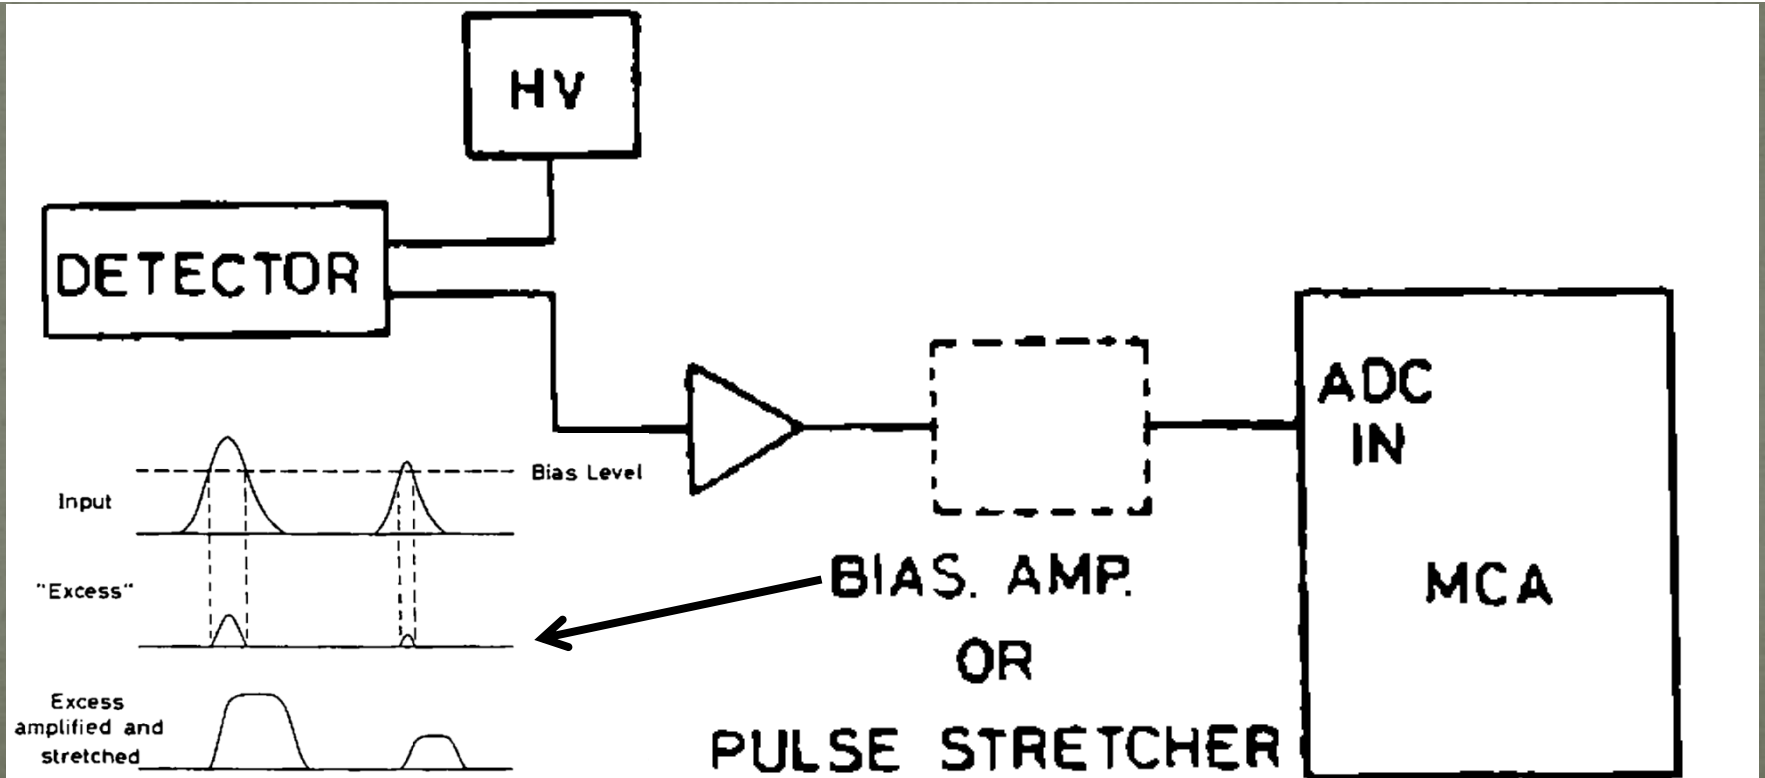 HV
DETECTOR
ADC
IN
MCA
BIAS. AMP.
OR
PULSE STRETCHER
Bias Level
Input
"Excess"
Excess
amplified and
stretched